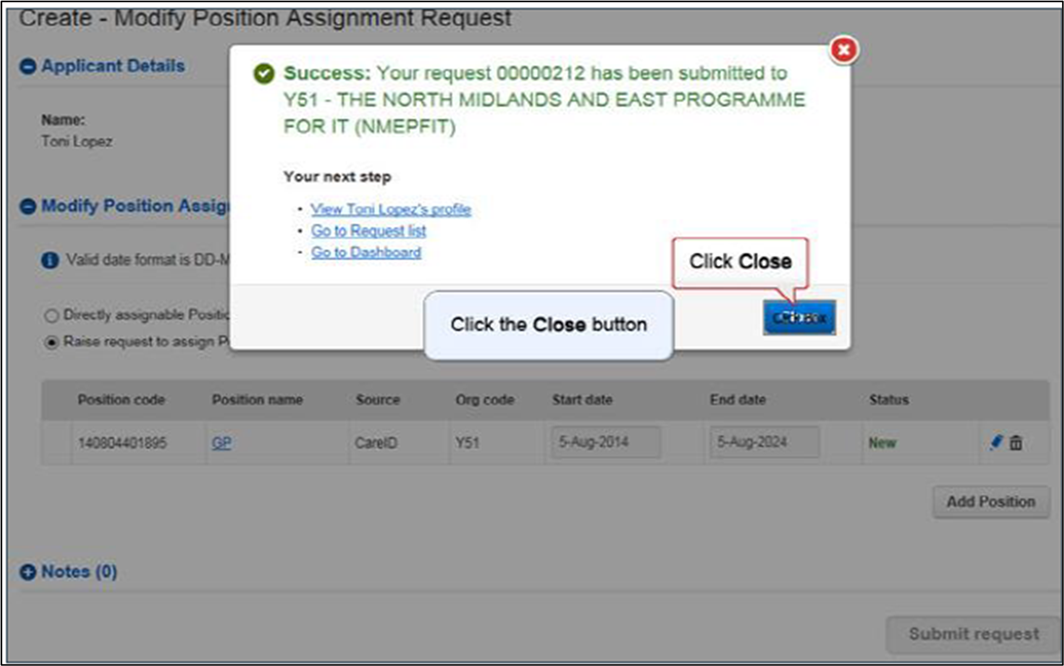 Create - Modify Position Assignment Request
Applicant Details
Name:
Toni Lopez
Success: Your request 00000212 has been submitted to
Y51 - THE NORTH MIDLANDS AND EAST PROGRAMME
FOR IT (NMEPFIT)
Your next step
• View Toni Lopez's profile
• Go to Request list
• Go to Dashboard
Click Close
Click the Close button
Modify Position Assig
Valid date format is DD-M
Directly assignable Positio
Raise request to assign P
Position code Position name Source Org code Start date End date Status
140804401895 GP CareID Y51 5-Aug-2014 5-Aug-2024 New
Add Position
Notes (0)
Submit request